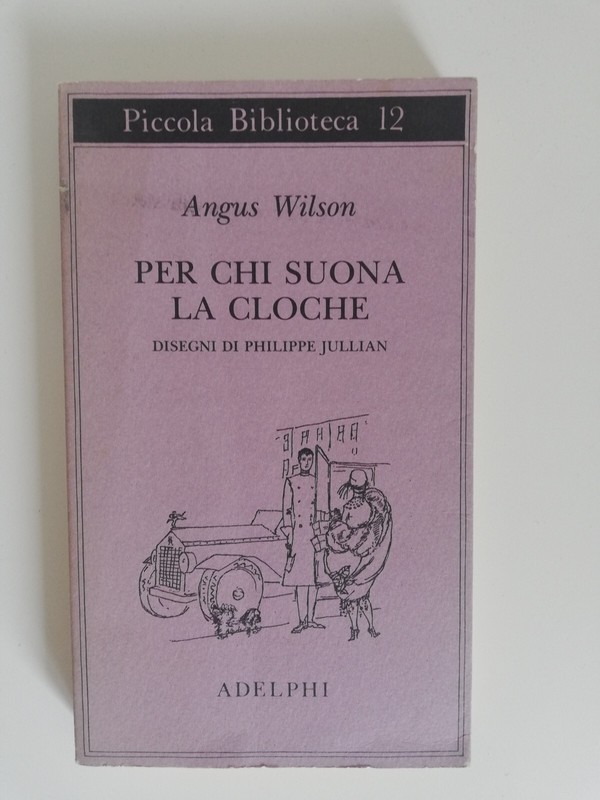 Piccola Biblioteca 12
Angus Wilson
PER CHI SUONA
LA CLOCHE
DISEGNI DI PHILIPPE JULLIAN
ADELPHI